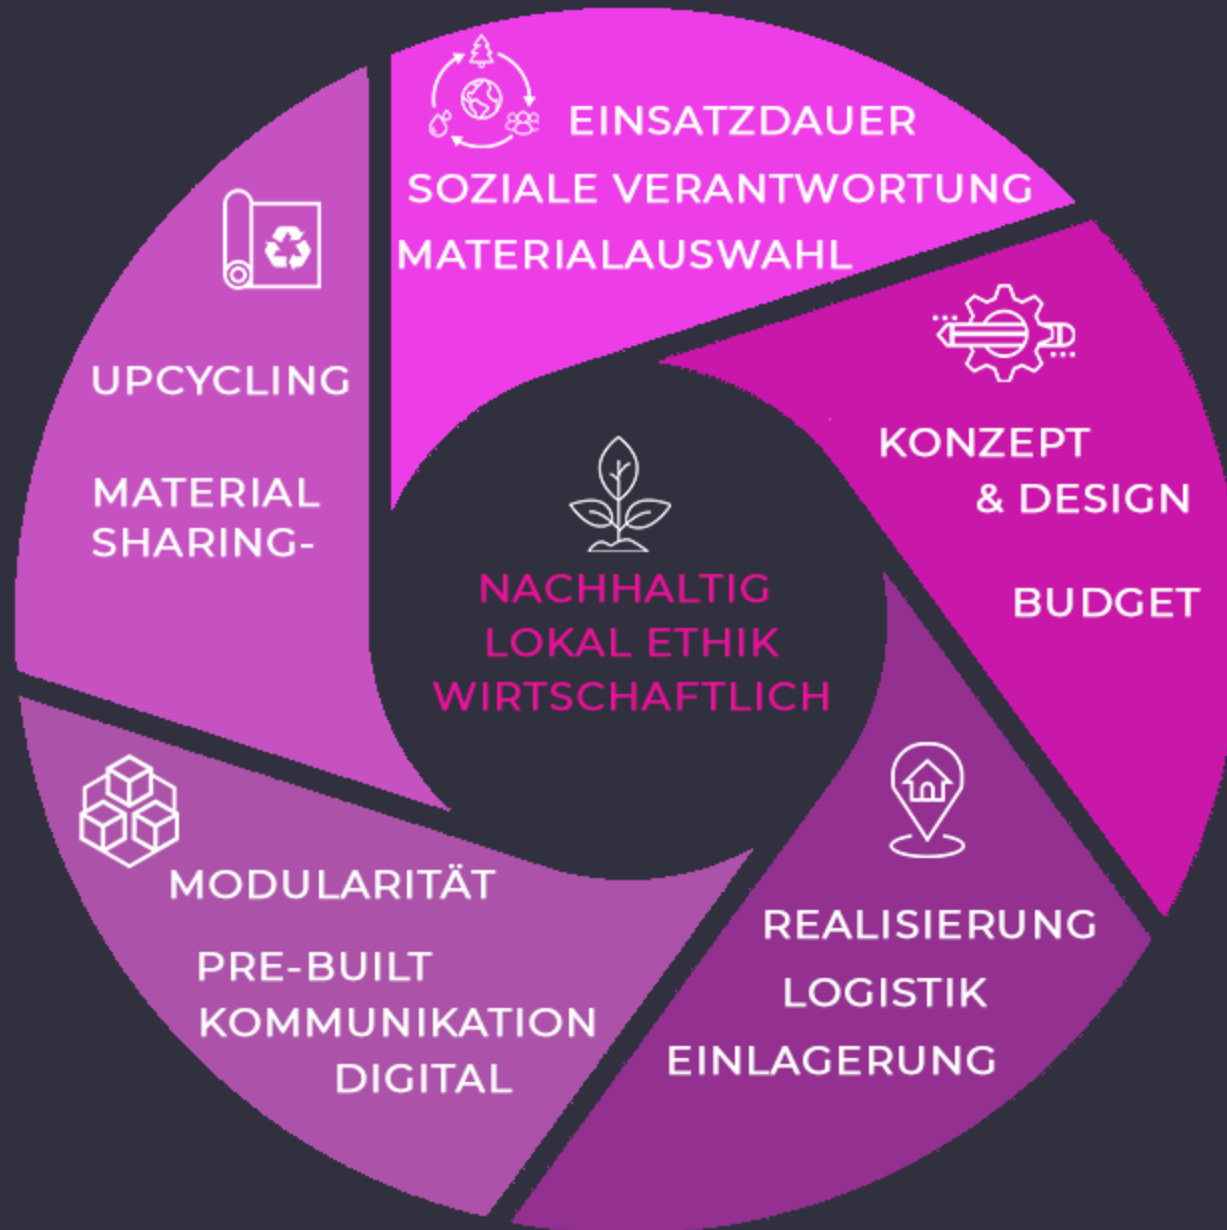 EINSATZDAUER
SOZIALE VERANTWORTUNG
MATERIALAUSWAHL
KONZEPT
& DESIGN
BUDGET
REALISIERUNG
LOGISTIK
EINLAGERUNG
MODULARITÄT
PRE-BUILT
KOMMUNIKATION
DIGITAL
UPCYCLING
MATERIAL
SHARING-
NACHHALTIG
LOKAL ETHIK
WIRTSCHAFTLICH